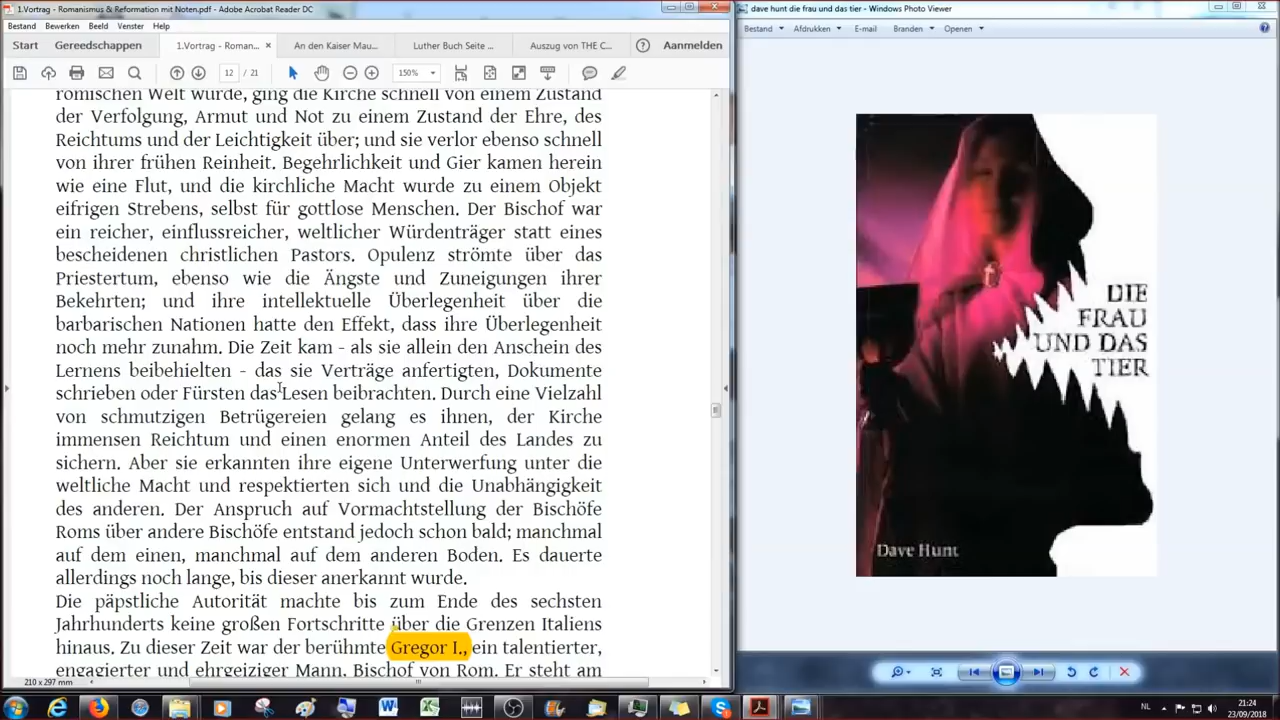 1.Vortrag - Romanismus & Reformation mit Noten.pdf - Adobe Acrobat Reader DC
Bestand Bewerken Beeld Venster Help
Start Gereedschappen 1.Vortrag - Roman... × An den Kaiser Mau... Luther Buch Seite ... Auszug von THE C... Aanmelden
12 / 21 150%
römischen Welt wurde, ging die Kirche schnell von einem Zustand
der Verfolgung, Armut und Not zu einem Zustand der Ehre, des
Reichtums und der Leichtigkeit über; und sie verlor ebenso schnell
von ihrer frühen Reinheit. Begehrlichkeit und Gier kamen herein
wie eine Flut, und die kirchliche Macht wurde zu einem Objekt
eifrigen Strebens, selbst für gottlose Menschen. Der Bischof war
ein reicher, einflussreicher, weltlicher Würdenträger statt eines
bescheidenen christlichen Pastors. Opulenz strömte über das
Priestertum, ebenso wie die Ängste und Zuneigungen ihrer
Bekehrten; und ihre intellektuelle Überlegenheit über die
barbarischen Nationen hatte den Effekt, dass ihre Überlegenheit
noch mehr zunahm. Die Zeit kam - als sie allein den Anschein des
Lernens beibehielten - das sie Verträge anfertigten, Dokumente
schrieben oder Fürsten das Lesen beibrachten. Durch eine Vielzahl
von schmutzigen Betrügereien gelang es ihnen, der Kirche
immensen Reichtum und einen enormen Anteil des Landes zu
sichern. Aber sie erkannten ihre eigene Unterwerfung unter die
weltliche Macht und respektierten sich und die Unabhängigkeit
des anderen. Der Anspruch auf Vormachtstellung der Bischöfe
Roms über andere Bischöfe entstand jedoch schon bald; manchmal
auf dem einen, manchmal auf dem anderen Boden. Es dauerte
allerdings noch lange, bis dieser anerkannt wurde.
Die päpstliche Autorität machte bis zum Ende des sechsten
Jahrhunderts keine großen Fortschritte über die Grenzen Italiens
hinaus. Zu dieser Zeit war der berühmte Gregor I., ein talentierter,
engagierter und ehrgeiziger Mann, Bischof von Rom. Er steht am
210 x 297 mm
dave hunt die frau und das tier - Windows Photo Viewer
Bestand Afdrukken E-mail Branden Openen
DIE
FRAU
UND DAS
TIER
Dave Hunt
NL
21:24
23/09/2018